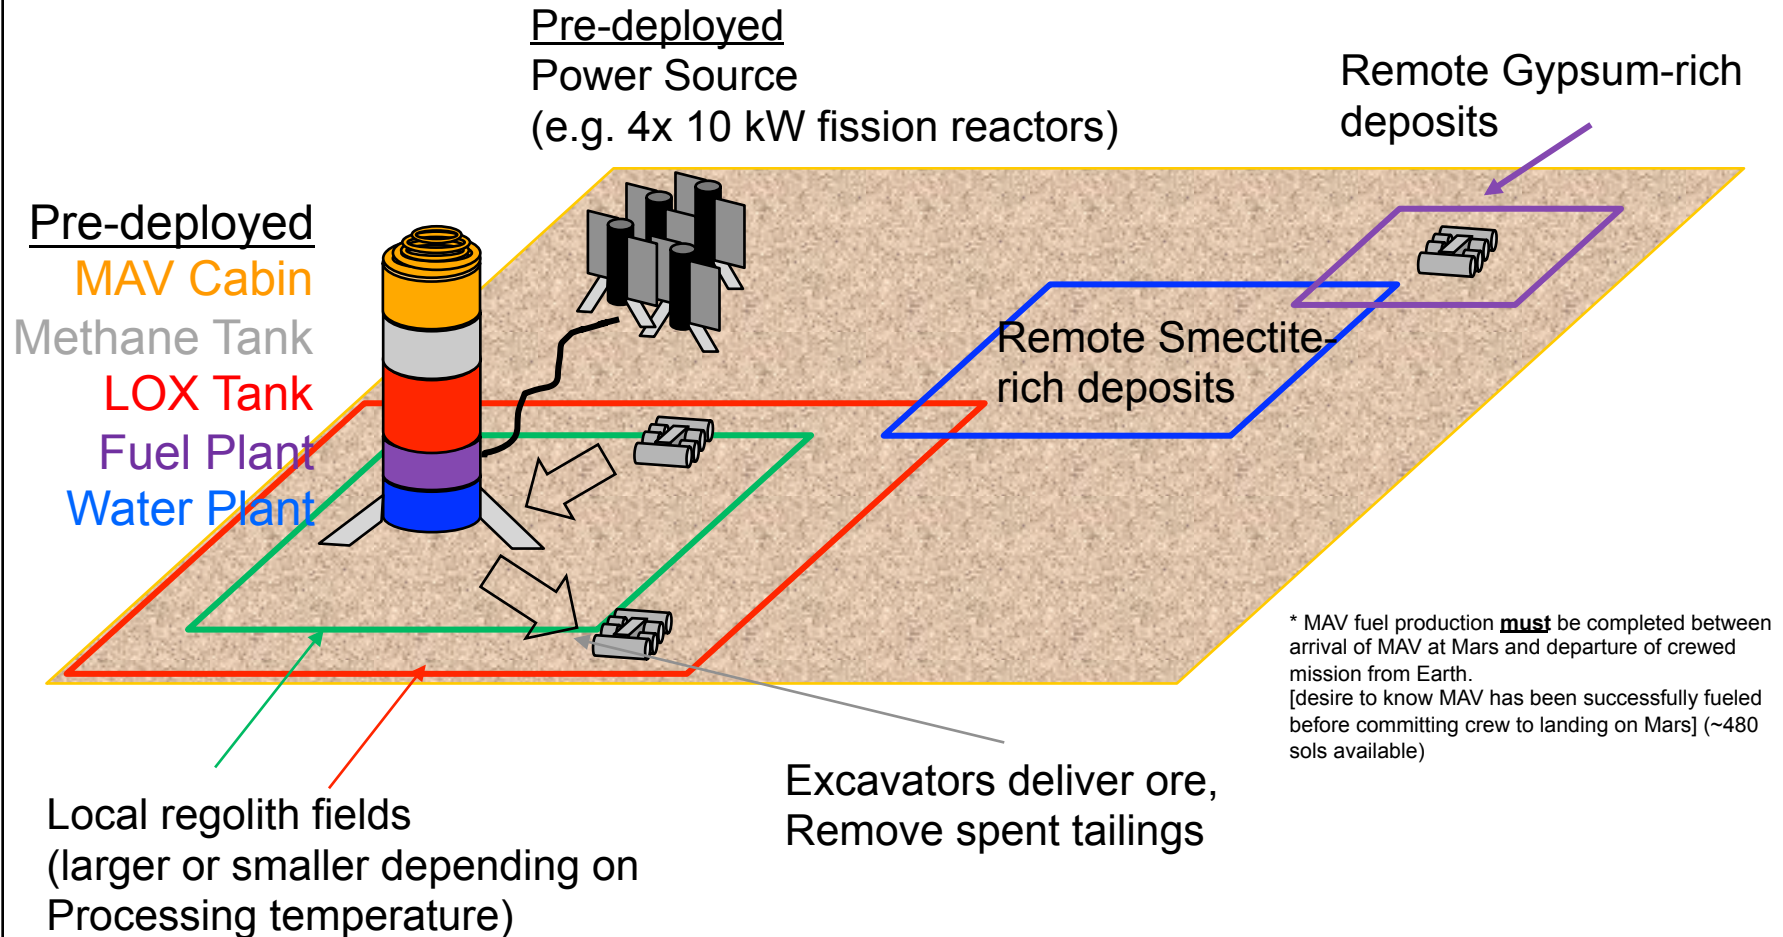 Pre-deployed
Power Source
(e.g. 4x 10 kW fission reactors)
Remote Gypsum-rich
deposits
Pre-deployed
MAV Cabin
Methane Tank
LOX Tank
Fuel Plant
Water Plant
Remote Smectite-
rich deposits
* MAV fuel production must be completed between
arrival of MAV at Mars and departure of crewed
mission from Earth.
[desire to know MAV has been successfully fueled
before committing crew to landing on Mars] (~480
sols available)
Excavators deliver ore,
Remove spent tailings
Local regolith fields
(larger or smaller depending on
Processing temperature)